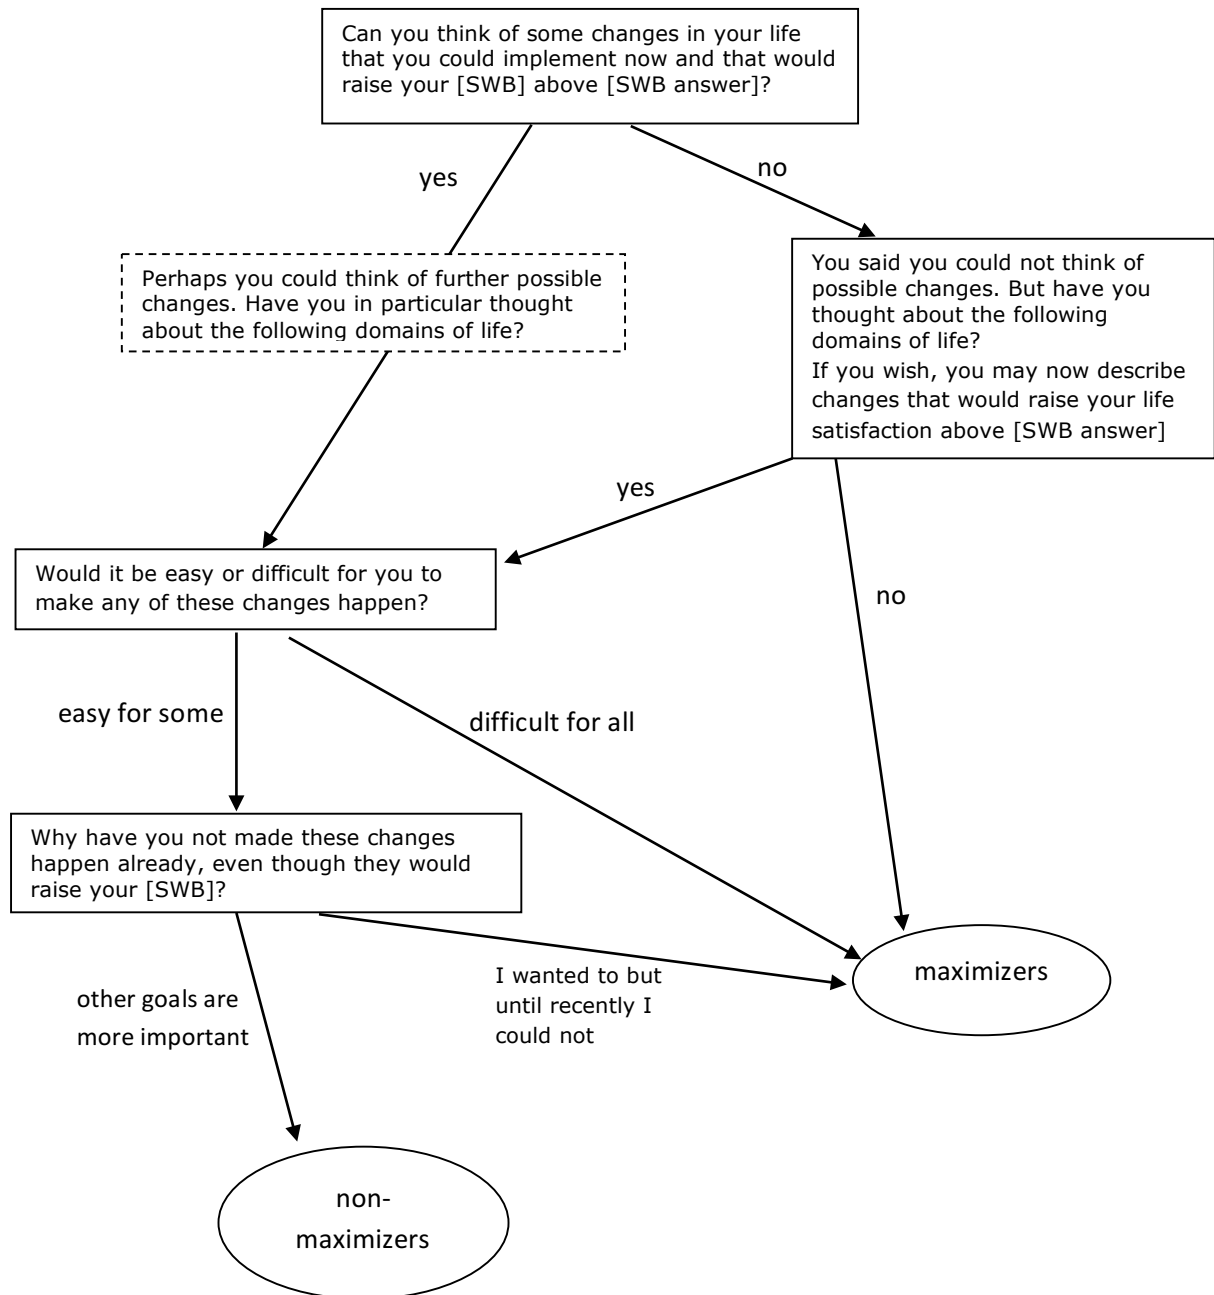 Can you think of some changes in your life
that you could implement now and that would
raise your [SWB] above [SWB answer]?
yes
no
Perhaps you could think of further possible
changes. Have you in particular thought
about the following domains of life?
You said you could not think of
possible changes. But have you
thought about the following
domains of life?
If you wish, you may now describe
changes that would raise your life
satisfaction above [SWB answer]
yes
no
Would it be easy or difficult for you to
make any of these changes happen?
easy for some
difficult for all
Why have you not made these changes
happen already, even though they would
raise your [SWB]?
other goals are
more important
I wanted to but
until recently I
could not
maximizers
non-
maximizers